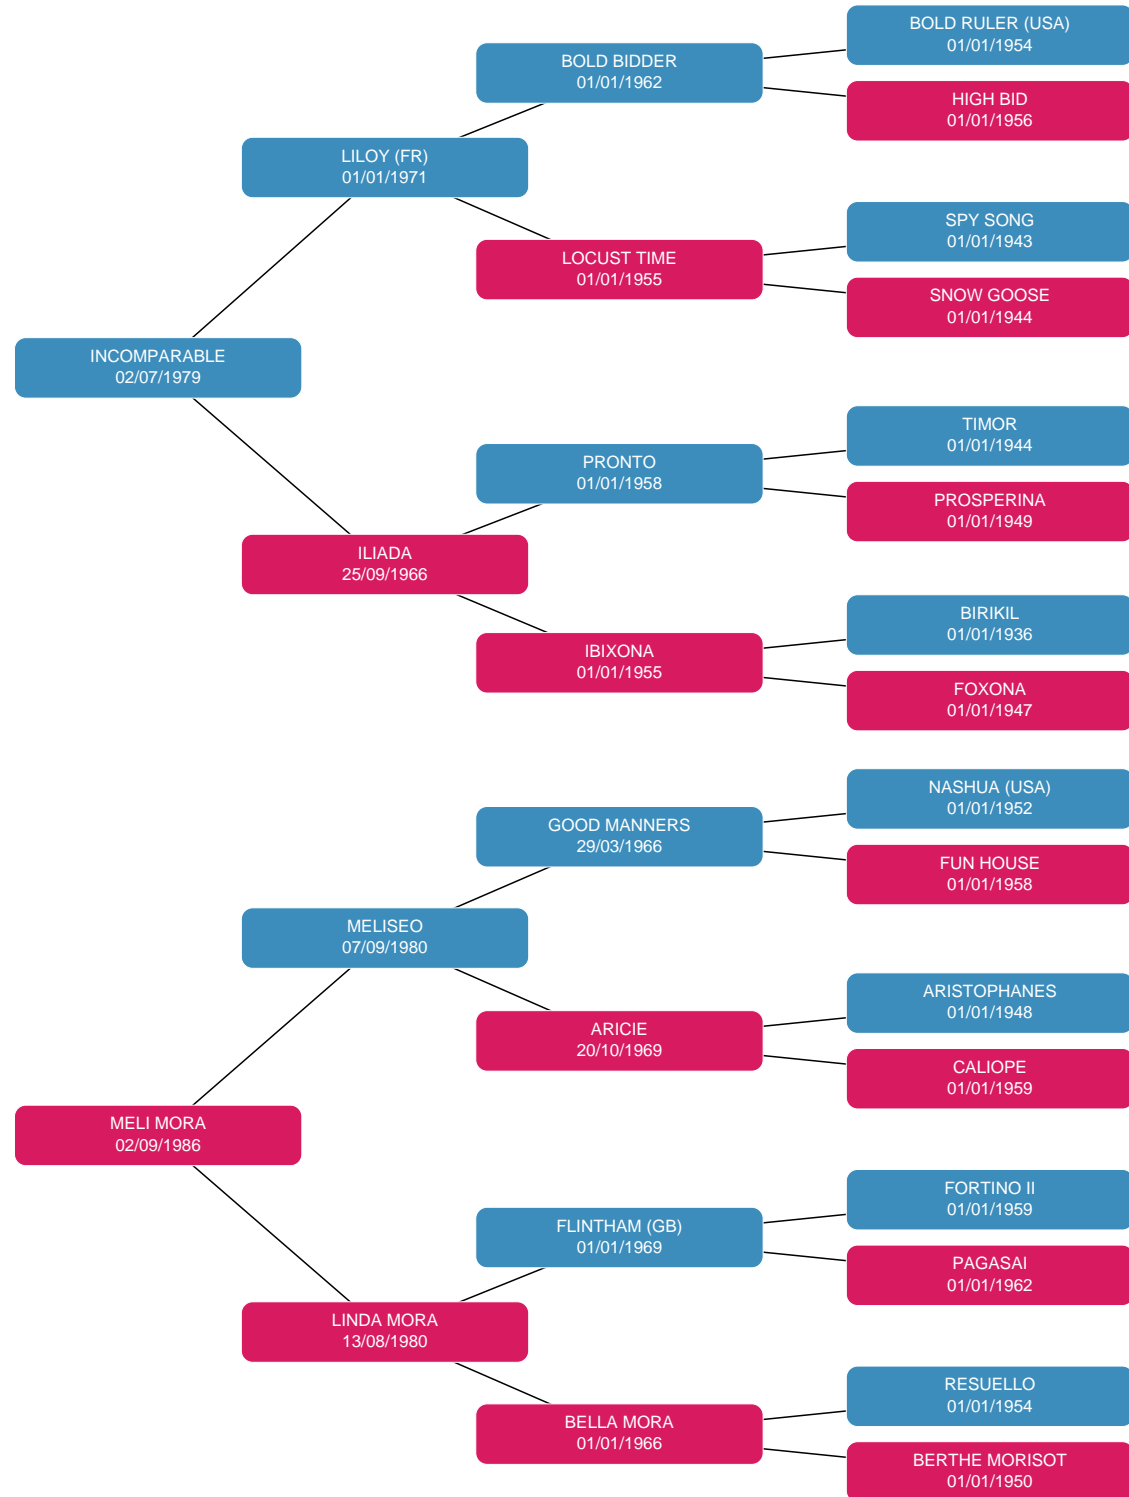 BOLD RULER (USA)
01/01/1954
BOLD BIDDER
01/01/1962
HIGH BID
01/01/1956
LILOY (FR)
01/01/1971
SPY SONG
01/01/1943
LOCUST TIME
01/01/1955
SNOW GOOSE
01/01/1944
INCOMPARABLE
02/07/1979
TIMOR
01/01/1944
PRONTO
01/01/1958
PROSPERINA
01/01/1949
ILIADA
25/09/1966
BIRIKIL
01/01/1936
IBIXONA
01/01/1955
FOXONA
01/01/1947
NASHUA (USA)
01/01/1952
GOOD MANNERS
29/03/1966
FUN HOUSE
01/01/1958
MELISEO
07/09/1980
ARISTOPHANES
01/01/1948
ARICIE
20/10/1969
CALIOPE
01/01/1959
MELI MORA
02/09/1986
FORTINO II
01/01/1959
FLINTHAM (GB)
01/01/1969
PAGASAI
01/01/1962
LINDA MORA
13/08/1980
RESUELLO
01/01/1954
BELLA MORA
01/01/1966
BERTHE MORISOT
01/01/1950